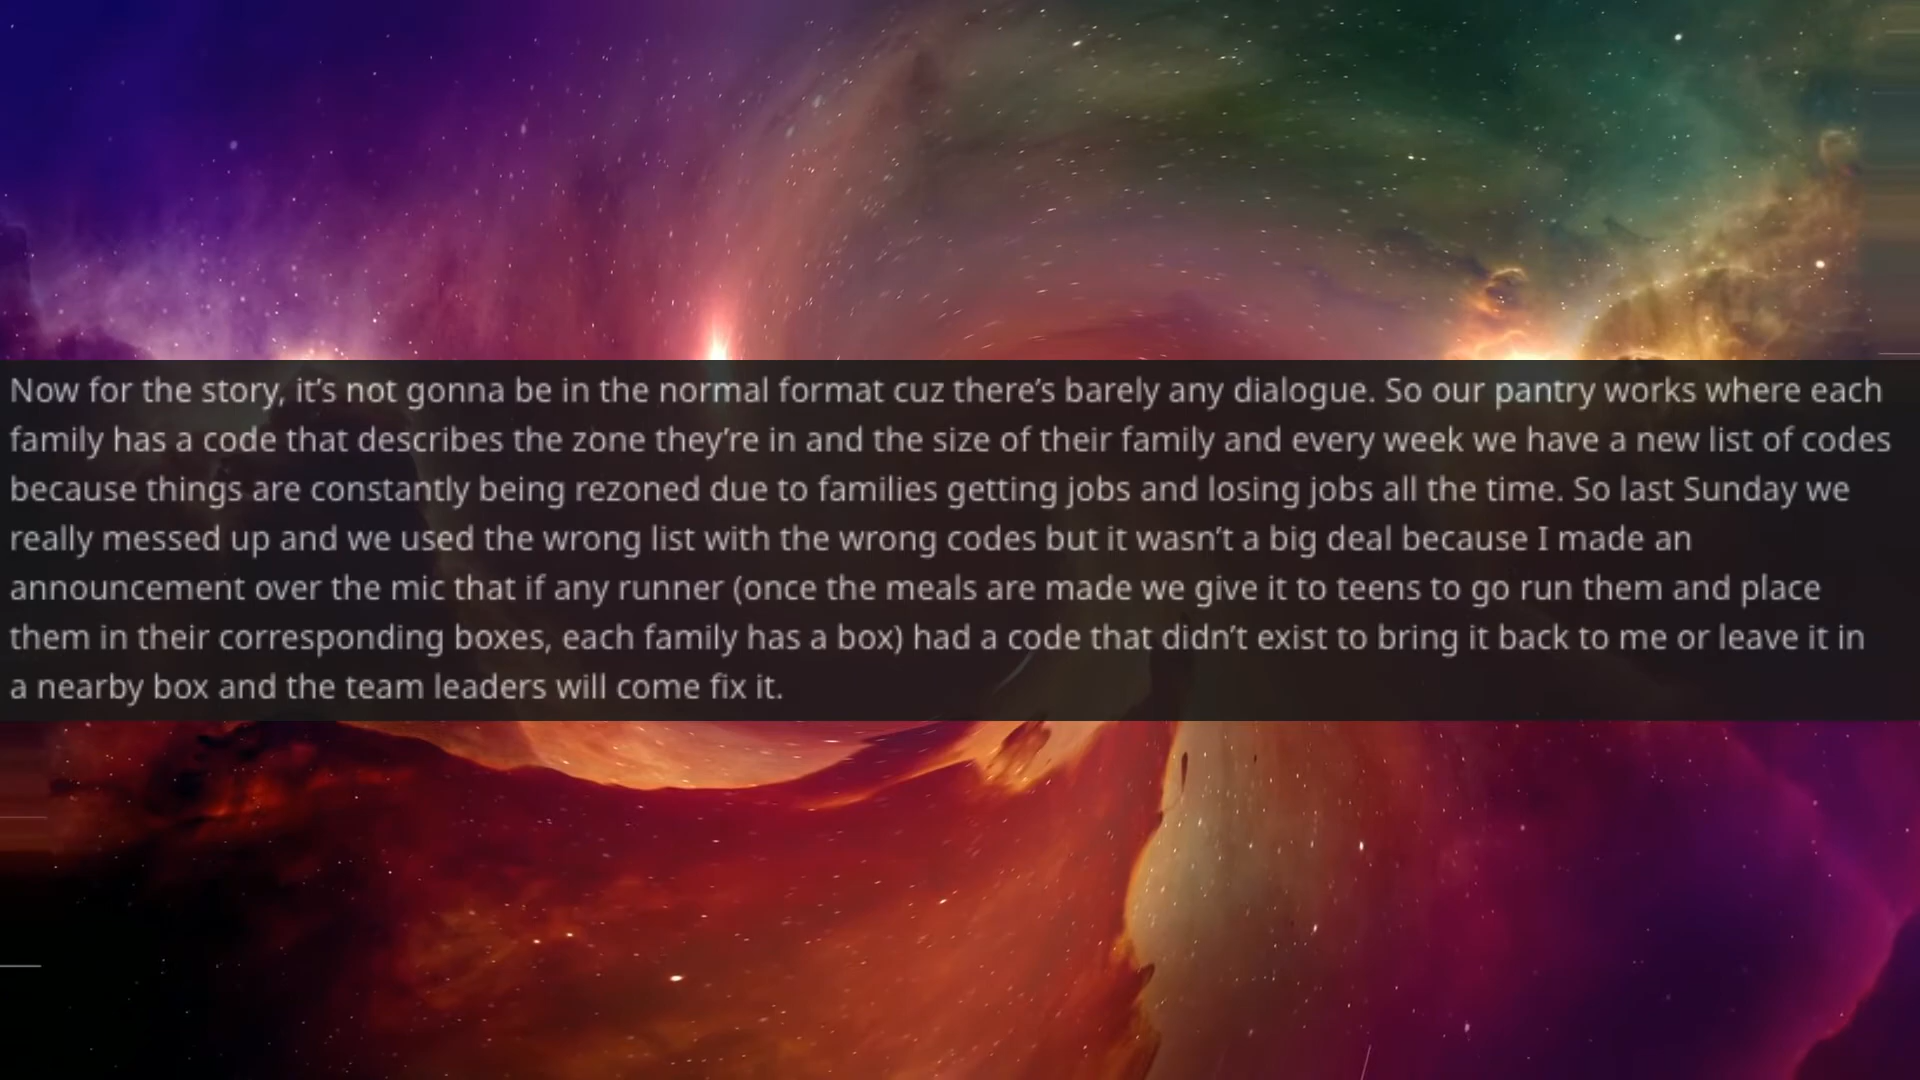 Now for the story, it’s not gonna be in the normal format cuz there’s barely any dialogue. So our pantry works where each
family has a code that describes the zone they’re in and the size of their family and every week we have a new list of codes
because things are constantly being rezoned due to families getting jobs and losing jobs all the time. So last Sunday we
really messed up and we used the wrong list with the wrong codes but it wasn’t a big deal because I made an
announcement over the mic that if any runner (once the meals are made we give it to teens to go run them and place
them in their corresponding boxes, each family has a box) had a code that didn’t exist to bring it back to me or leave it in
a nearby box and the team leaders will come fix it.